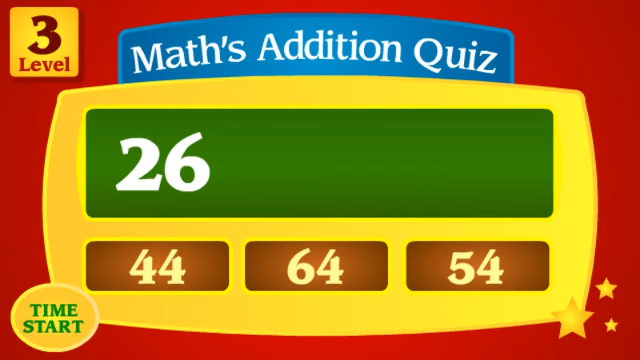 3
Level
Math's Addition Quiz
26
44 64 54
TIME
START